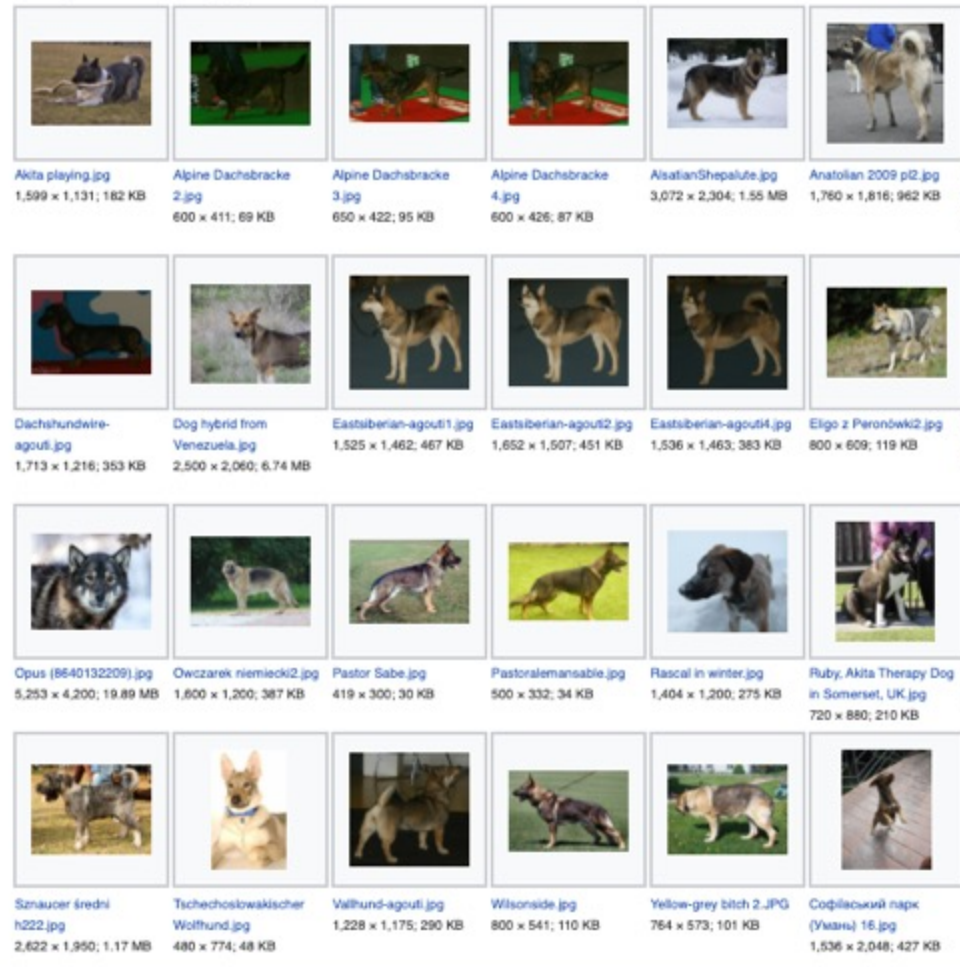 Akita playing.jpg
1,599 × 1,131; 182 KB
Alpine Dachsbracke
2.jpg
600 × 411; 69 KB
Alpine Dachsbracke
3.jpg
650 × 422; 95 KB
Alpine Dachsbracke
4.jpg
600 × 426; 87 KB
AlsatianShepalute.jpg
3,072 × 2,304; 1.55 MB
Anatolian 2009 pl2.jpg
1,760 × 1,816; 962 KB
Dachshundwire-
agouti.jpg
1,713 × 1,216; 353 KB
Dog hybrid from
Venezuela.jpg
2,500 × 2,060; 6.74 MB
Eastsiberian-agouti1.jpg
1,525 × 1,462; 467 KB
Eastsiberian-agouti2.jpg
1,652 × 1,507; 451 KB
Eastsiberian-agouti4.jpg
1,536 × 1,463; 383 KB
Eligo z Peronówki2.jpg
800 × 609; 119 KB
Opus (8640132209).jpg
5,253 × 4,200; 19.89 MB
Owczarek niemiecki2.jpg
1,600 × 1,200; 387 KB
Pastor Sabe.jpg
419 × 300; 30 KB
Pastoralemansable.jpg
500 × 332; 34 KB
Rascal in winter.jpg
1,404 × 1,200; 275 KB
Ruby, Akita Therapy Dog
in Somerset, UK.jpg
720 × 880; 210 KB
Sznaucer średni
h222.jpg
2,622 × 1,950; 1.17 MB
Tschechoslowakischer
Wolfhund.jpg
480 × 774; 48 KB
Vallhund-agouti.jpg
1,228 × 1,175; 290 KB
Wilsonside.jpg
800 × 541; 110 KB
Yellow-grey bitch 2.JPG
764 × 573; 101 KB
Софіївський парк
(Умань) 16.jpg
1,536 × 2,048; 427 KB